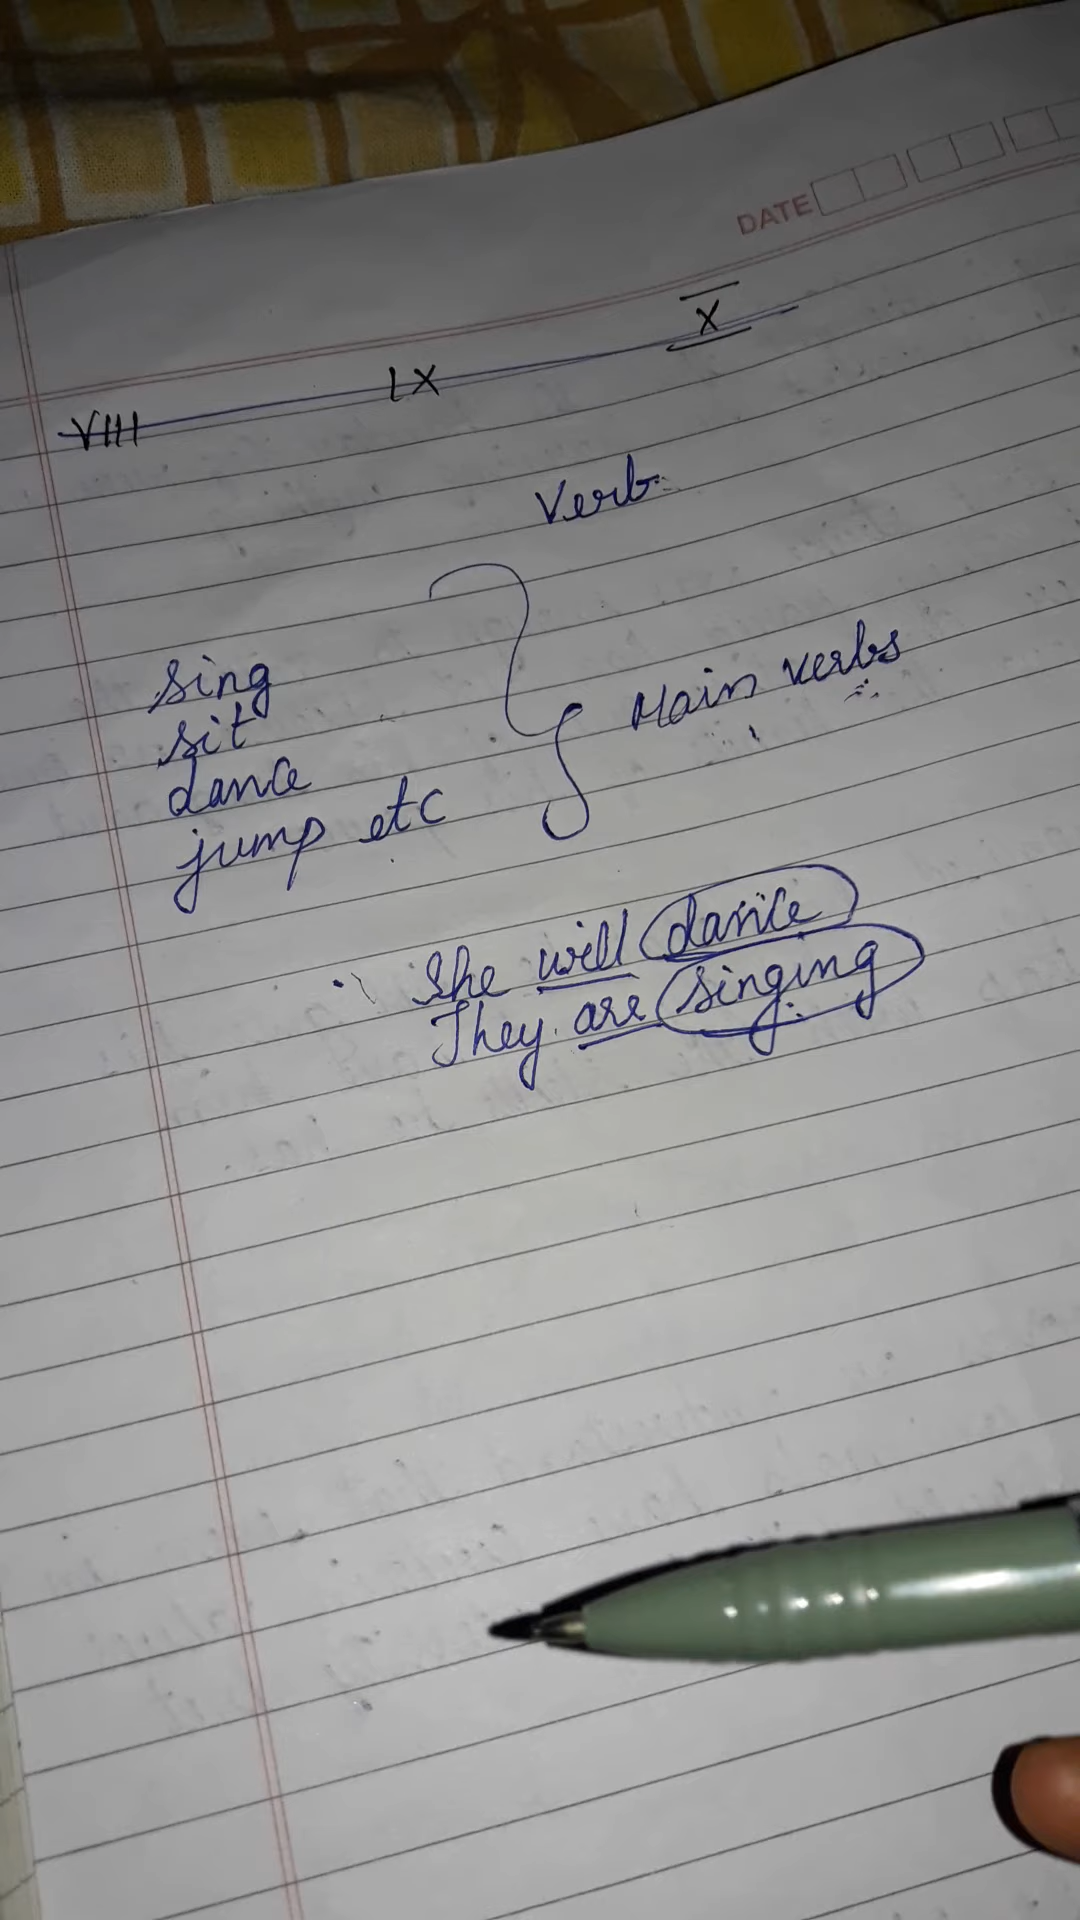 DATE
VIII IX X
Verb
sing
sit
dance
jump etc
Main verbs
She will dance
They are singing